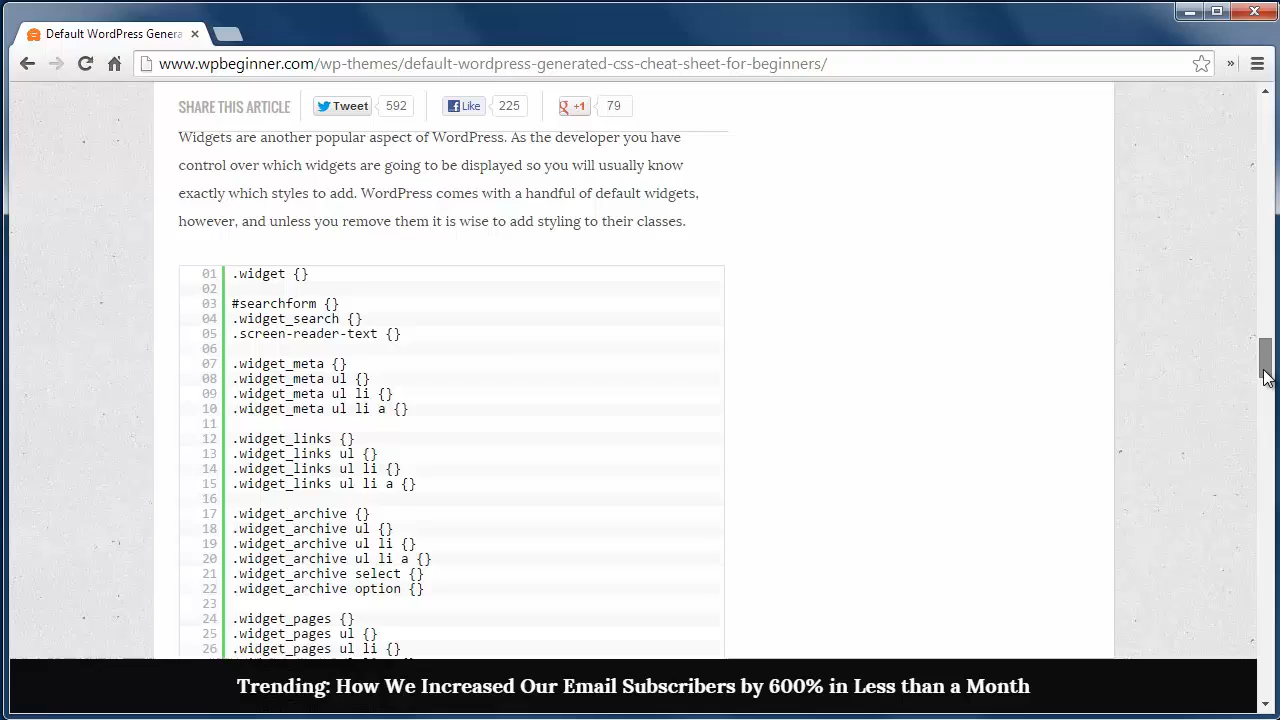 Default WordPress Genera
www.wpbeginner.com/wp-themes/default-wordpress-generated-css-cheat-sheet-for-beginners/
SHARE THIS ARTICLE Tweet 592 Like 225 +1 79
Widgets are another popular aspect of WordPress. As the developer you have
control over which widgets are going to be displayed so you will usually know
exactly which styles to add. WordPress comes with a handful of default widgets,
however, and unless you remove them it is wise to add styling to their classes.
01 .widget {}
02
03 #searchform {}
04 .widget_search {}
05 .screen-reader-text {}
06
07 .widget_meta {}
08 .widget_meta ul {}
09 .widget_meta ul li {}
10 .widget_meta ul li a {}
11
12 .widget_links {}
13 .widget_links ul {}
14 .widget_links ul li {}
15 .widget_links ul li a {}
16
17 .widget_archive {}
18 .widget_archive ul {}
19 .widget_archive ul li {}
20 .widget_archive ul li a {}
21 .widget_archive select {}
22 .widget_archive option {}
23
24 .widget_pages {}
25 .widget_pages ul {}
26 .widget_pages ul li {}
Trending: How We Increased Our Email Subscribers by 600% in Less than a Month